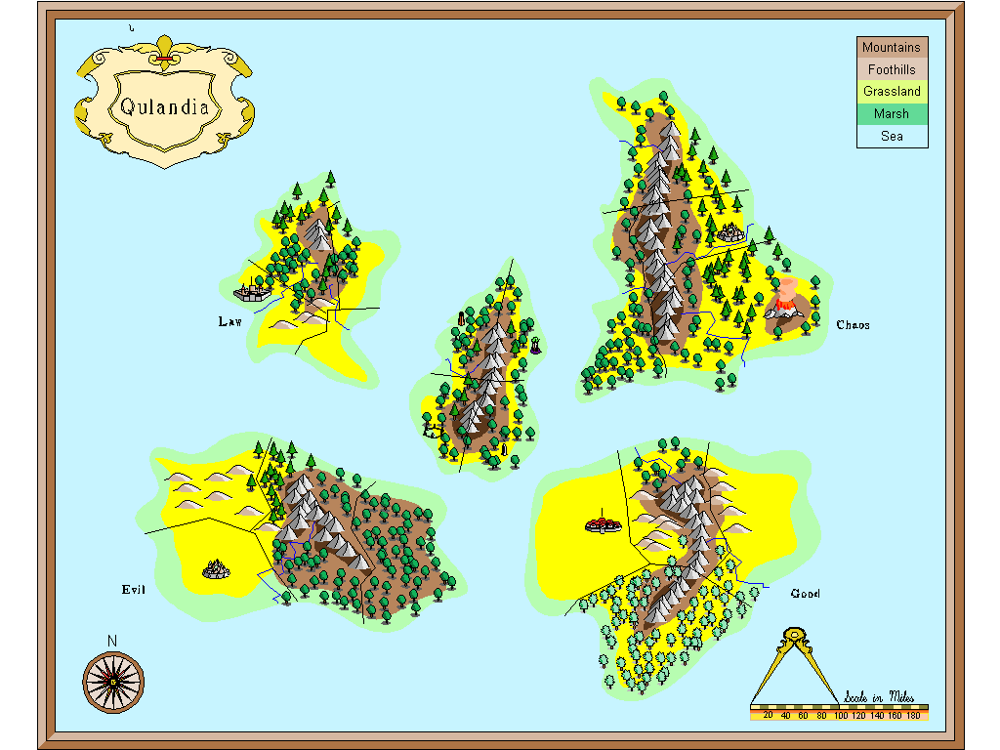 Qulandia
Mountains
Foothills
Grassland
Marsh
Sea
Law
Chaos
Evil
Good
N
Scale in Miles
20 40 60 80 100 120 140 160 180